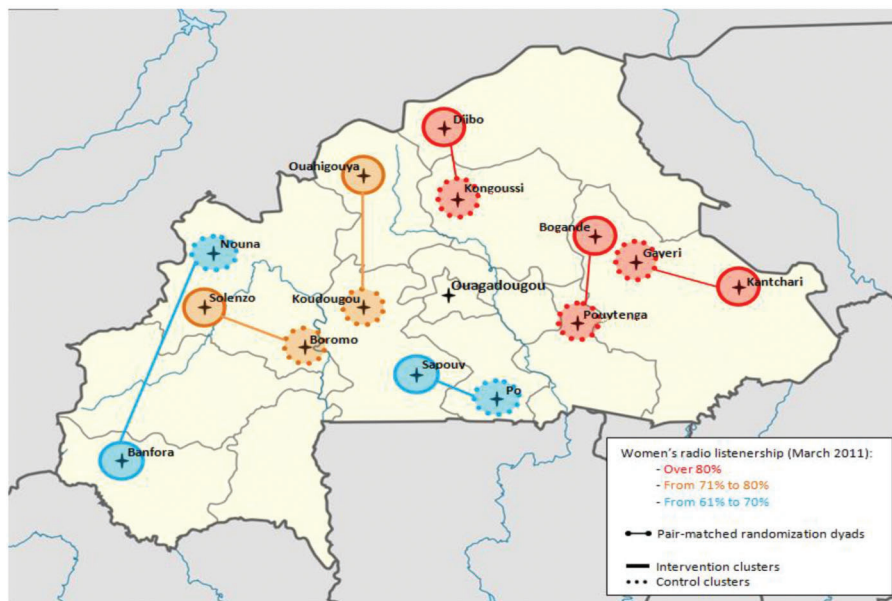 Djibo
Ouahigouya
Kongoussi
Bogande
Nouna
Gayeri
Ouagadougou
Kantchari
Solenzo
Koudougou
Pouytenga
Boromo
Sapouy
Po
Banfora
Women's radio listenership (March 2011):
- Over 80%
- From 71% to 80%
- From 61% to 70%
Pair-matched randomization dyads
Intervention clusters
Control clusters